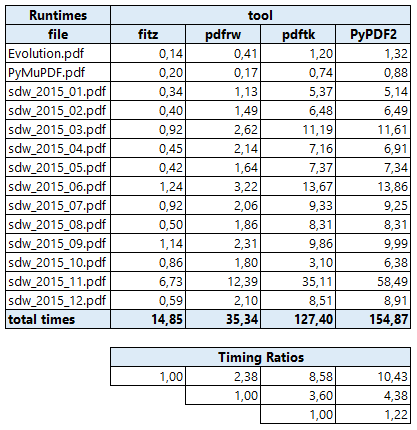 Runtimes tool
file fitz pdfrw pdftk PyPDF2
Evolution.pdf 0,14 0,41 1,20 1,32
PyMuPDF.pdf 0,20 0,17 0,74 0,88
sdw_2015_01.pdf 0,34 1,13 5,37 5,14
sdw_2015_02.pdf 0,40 1,49 6,48 6,49
sdw_2015_03.pdf 0,92 2,62 11,19 11,61
sdw_2015_04.pdf 0,45 2,14 7,16 6,91
sdw_2015_05.pdf 0,42 1,64 7,37 7,34
sdw_2015_06.pdf 1,24 3,22 13,67 13,86
sdw_2015_07.pdf 0,92 2,06 9,33 9,25
sdw_2015_08.pdf 0,50 1,86 8,31 8,31
sdw_2015_09.pdf 1,14 2,31 9,86 9,99
sdw_2015_10.pdf 0,86 1,80 3,10 6,38
sdw_2015_11.pdf 6,73 12,39 35,11 58,49
sdw_2015_12.pdf 0,59 2,10 8,51 8,91
total times 14,85 35,34 127,40 154,87
Timing Ratios
1,00 2,38 8,58 10,43
1,00 3,60 4,38
1,00 1,22